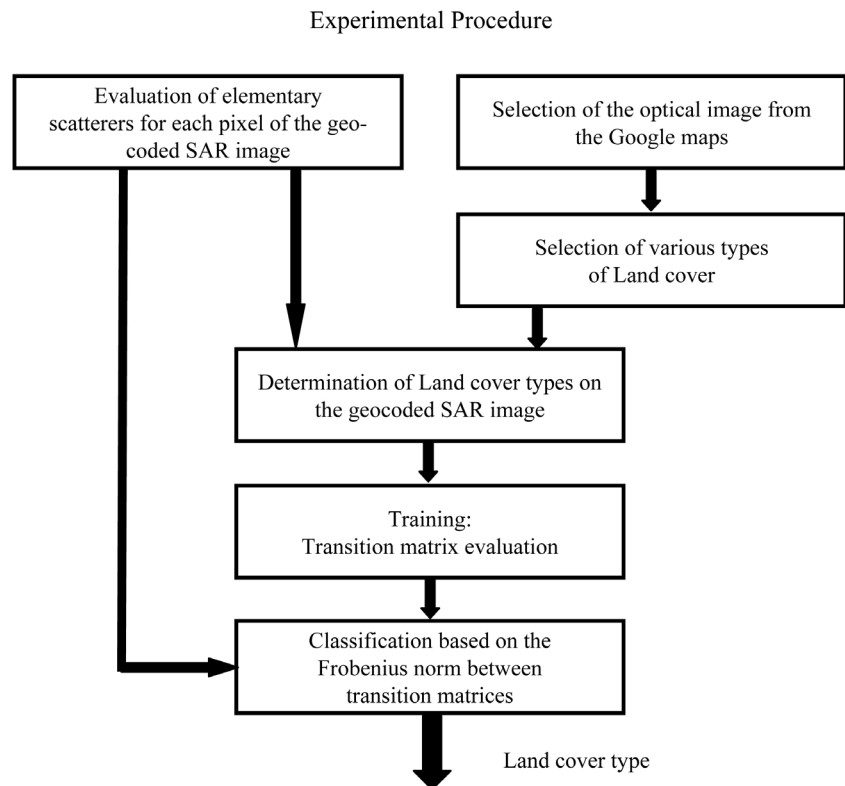 Experimental Procedure
Evaluation of elementary
scatterers for each pixel of the geo-
coded SAR image
Selection of the optical image from
the Google maps
Selection of various types
of Land cover
Determination of Land cover types on
the geocoded SAR image
Training:
Transition matrix evaluation
Classification based on the
Frobenius norm between
transition matrices
Land cover type